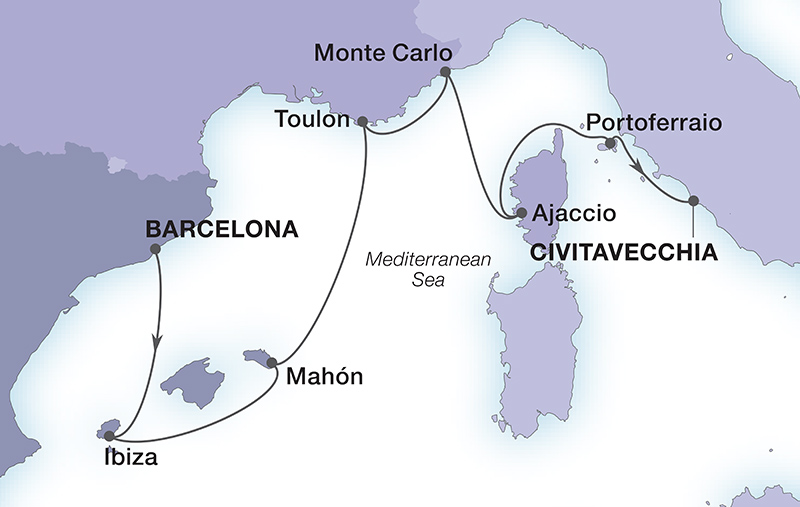 Monte Carlo
Toulon
Portoferraio
Ajaccio
BARCELONA
CIVITAVECCHIA
Mediterranean
Sea
Mahón
Ibiza